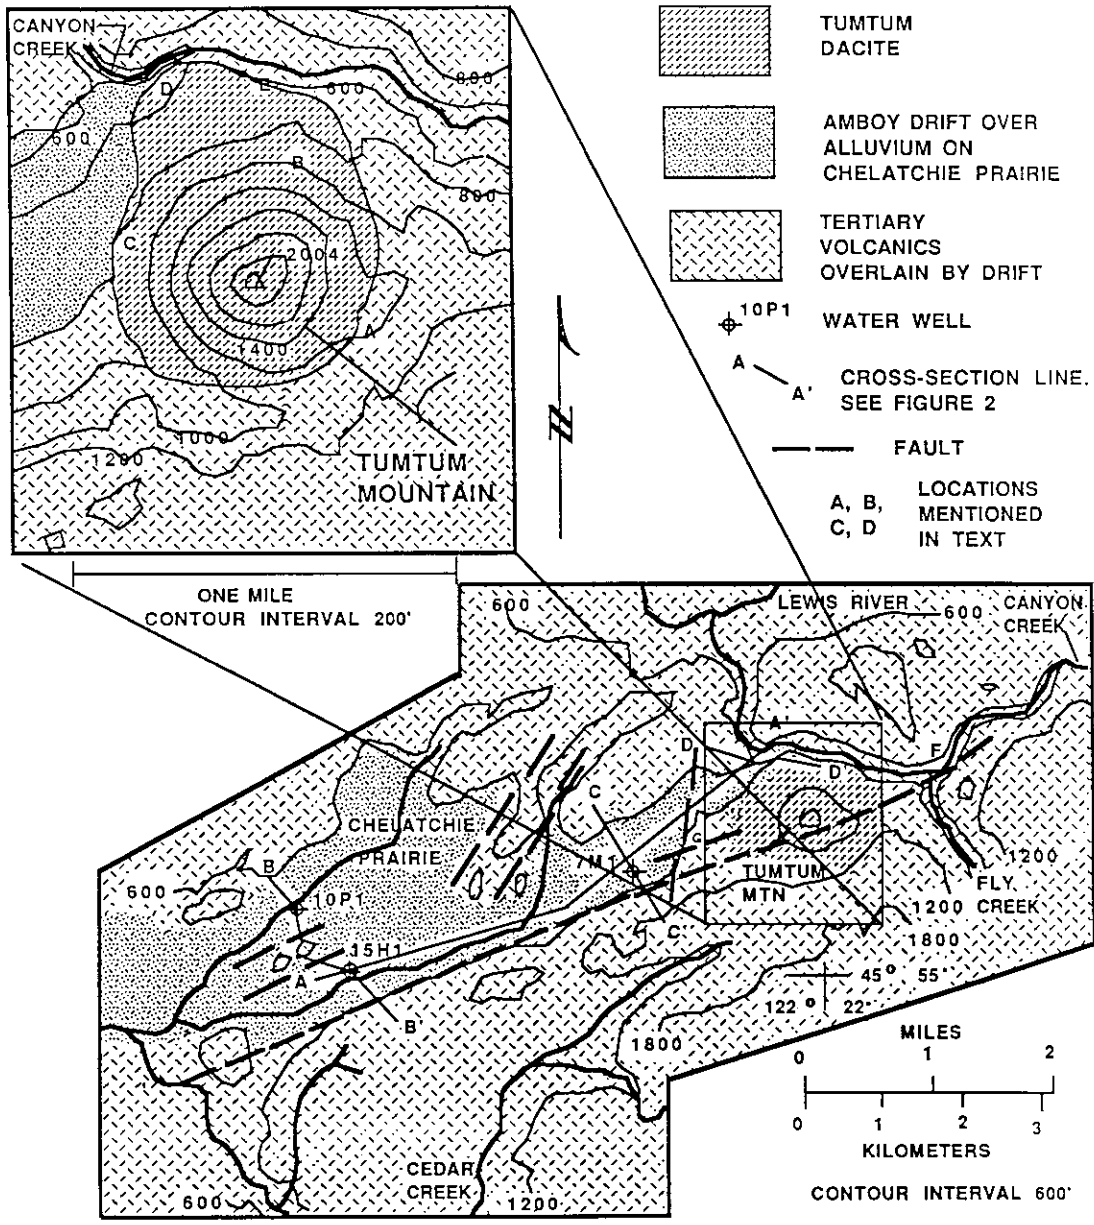 CANYON
CREEK
D
E
600
800
600
B
800
C
2004
A
1400
1000
1200
TUMTUM
MOUNTAIN
ONE MILE
CONTOUR INTERVAL 200'
TUMTUM
DACITE
AMBOY DRIFT OVER
ALLUVIUM ON
CHELATCHIE PRAIRIE
TERTIARY
VOLCANICS
OVERLAIN BY DRIFT
10P1
WATER WELL
A
A'
CROSS-SECTION LINE.
SEE FIGURE 2
N
FAULT
A, B,
C, D
LOCATIONS
MENTIONED
IN TEXT
600
LEWIS RIVER
600
CANYON
CREEK
A
D
F
D
C
CHELATCHIE
PRAIRIE
G
7M1
TUMTUM
MTN
1200
FLY
CREEK
1200
1800
B
600
10P1
C'
15H1
A
B'
45° 55'
122° 22'
1800
MILES
0 1 2
0 1 2 3
KILOMETERS
CONTOUR INTERVAL 600'
CEDAR
CREEK
600
1200